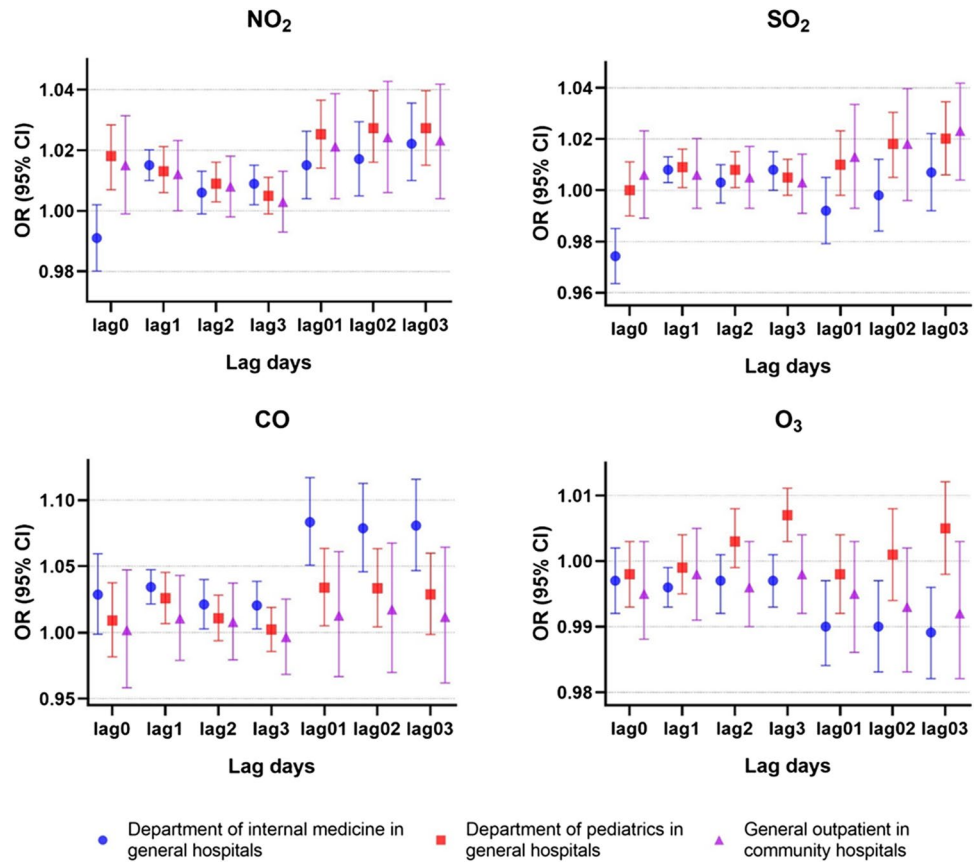 NO₂
OR (95% CI)
1.04
1.02
1.00
0.98
lag0 lag1 lag2 lag3 lag01 lag02 lag03
Lag days
SO₂
OR (95% CI)
1.04
1.02
1.00
0.98
0.96
lag0 lag1 lag2 lag3 lag01 lag02 lag03
Lag days
CO
OR (95% CI)
1.10
1.05
1.00
0.95
lag0 lag1 lag2 lag3 lag01 lag02 lag03
Lag days
O₃
OR (95% CI)
1.01
1.00
0.99
0.98
lag0 lag1 lag2 lag3 lag01 lag02 lag03
Lag days
Department of internal medicine in
general hospitals
Department of pediatrics in
general hospitals
General outpatient in
community hospitals